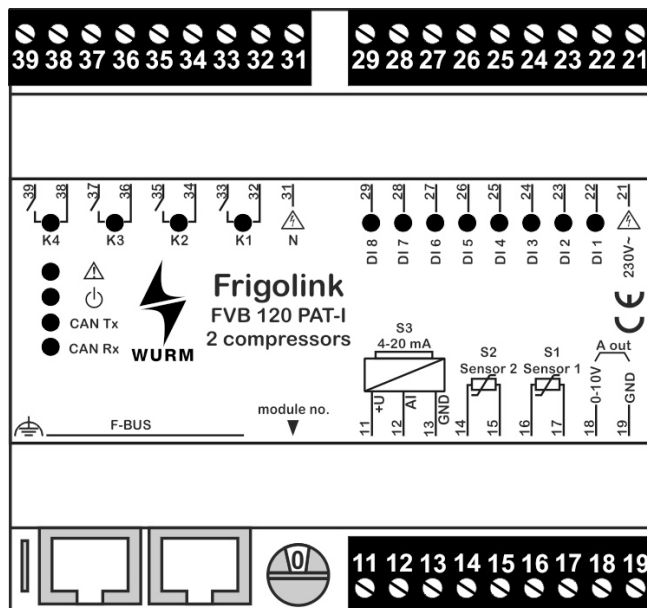 39 38 37 36 35 34 33 32 31 29 28 27 26 25 24 23 22 21
39 38 37 36 35 34 33 32 31 29 28 27 26 25 24 23 22 21
K4 K3 K2 K1 N DI 8 DI 7 DI 6 DI 5 DI 4 DI 3 DI 2 DI 1 230V~
CAN Tx
CAN Rx
WURM
Frigolink
FVB 120 PAT-I
2 compressors
CE
S3
4-20 mA
S2
Sensor 2
S1
Sensor 1
A out
+U AI GND 0-10V GND
11 12 13 14 15 16 17 18 19
F-BUS
module no.
0
11 12 13 14 15 16 17 18 19